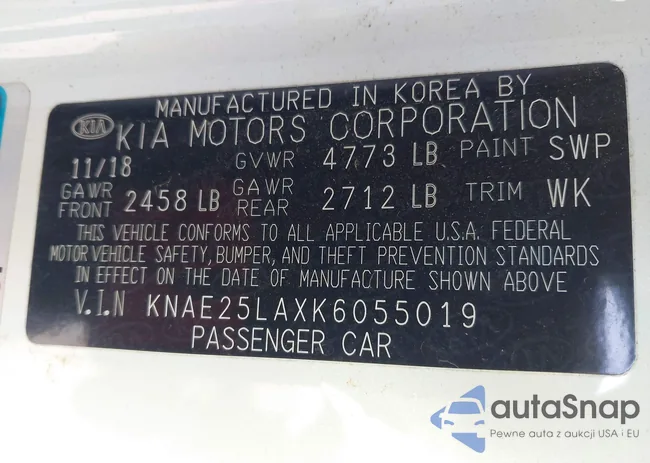 MANUFACTURED IN KOREA BY
KIA KIA MOTORS CORPORATION
11/18 GVWR 4773 LB PAINT SWP
GAWR FRONT 2458 LB GAWR REAR 2712 LB TRIM WK
THIS VEHICLE CONFORMS TO ALL APPLICABLE U.S.A. FEDERAL
MOTOR VEHICLE SAFETY, BUMPER, AND THEFT PREVENTION STANDARDS
IN EFFECT ON THE DATE OF MANUFACTURE SHOWN ABOVE
V.I.N KNAE25LAXK6055019
PASSENGER CAR
autaSnap
Pewne auta z aukcji USA i EU